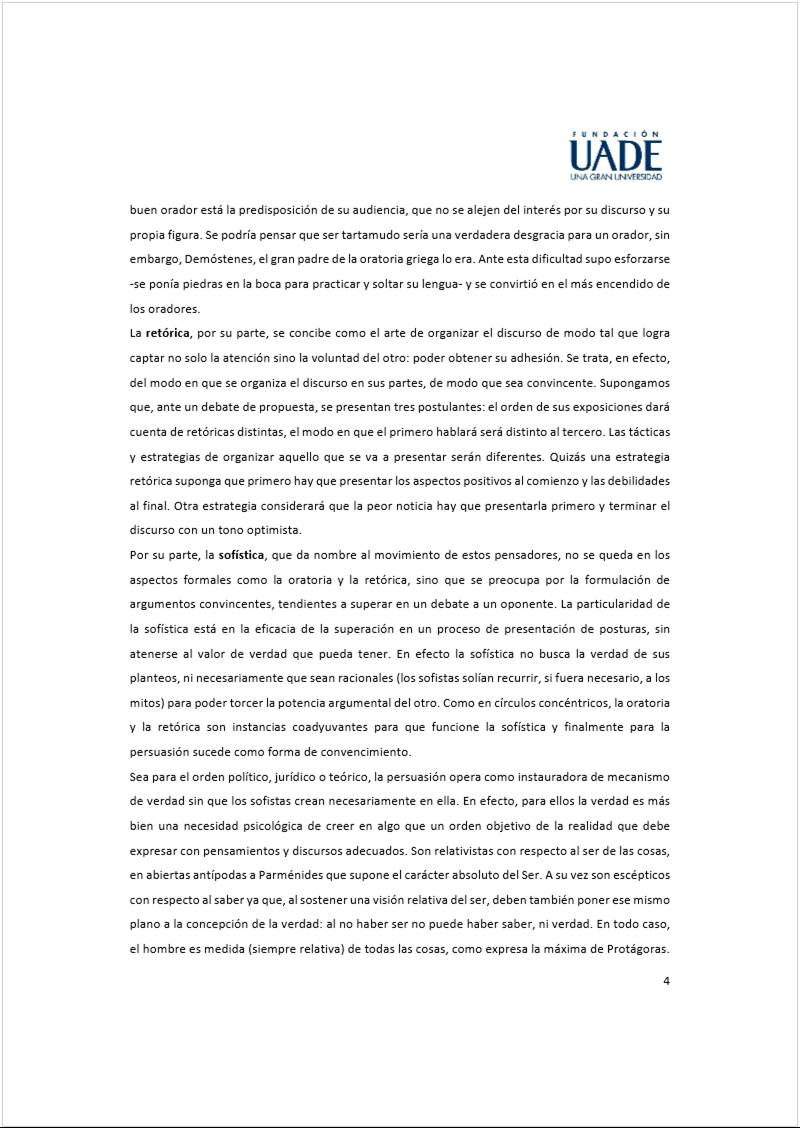 FUNDACIÓN
UADE
UNA GRAN UNIVERSIDAD
buen orador está la predisposición de su audiencia, que no se alejen del interés por su discurso y su
propia figura. Se podría pensar que ser tartamudo sería una verdadera desgracia para un orador, sin
embargo, Demóstenes, el gran padre de la oratoria griega lo era. Ante esta dificultad supo esforzarse
-se ponía piedras en la boca para practicar y soltar su lengua- y se convirtió en el más encendido de
los oradores.
La retórica, por su parte, se concibe como el arte de organizar el discurso de modo tal que logra
captar no solo la atención sino la voluntad del otro: poder obtener su adhesión. Se trata, en efecto,
del modo en que se organiza el discurso en sus partes, de modo que sea convincente. Supongamos
que, ante un debate de propuesta, se presentan tres postulantes: el orden de sus exposiciones dará
cuenta de retóricas distintas, el modo en que el primero hablará será distinto al tercero. Las tácticas
y estrategias de organizar aquello que se va a presentar serán diferentes. Quizás una estrategia
retórica suponga que primero hay que presentar los aspectos positivos al comienzo y las debilidades
al final. Otra estrategia considerará que la peor noticia hay que presentarla primero y terminar el
discurso con un tono optimista.
Por su parte, la sofística, que da nombre al movimiento de estos pensadores, no se queda en los
aspectos formales como la oratoria y la retórica, sino que se preocupa por la formulación de
argumentos convincentes, tendientes a superar en un debate a un oponente. La particularidad de
la sofística está en la eficacia de la superación en un proceso de presentación de posturas, sin
atenerse al valor de verdad que pueda tener. En efecto la sofística no busca la verdad de sus
planteos, ni necesariamente que sean racionales (los sofistas solían recurrir, si fuera necesario, a los
mitos) para poder torcer la potencia argumental del otro. Como en círculos concéntricos, la oratoria
y la retórica son instancias coadyuvantes para que funcione la sofística y finalmente para la
persuasión sucede como forma de convencimiento.
Sea para el orden político, jurídico o teórico, la persuasión opera como instauradora de mecanismo
de verdad sin que los sofistas crean necesariamente en ella. En efecto, para ellos la verdad es más
bien una necesidad psicológica de creer en algo que un orden objetivo de la realidad que debe
expresar con pensamientos y discursos adecuados. Son relativistas con respecto al ser de las cosas,
en abiertas antípodas a Parménides que supone el carácter absoluto del Ser. A su vez son escépticos
con respecto al saber ya que, al sostener una visión relativa del ser, deben también poner ese mismo
plano a la concepción de la verdad: al no haber ser no puede haber saber, ni verdad. En todo caso,
el hombre es medida (siempre relativa) de todas las cosas, como expresa la máxima de Protágoras.
4